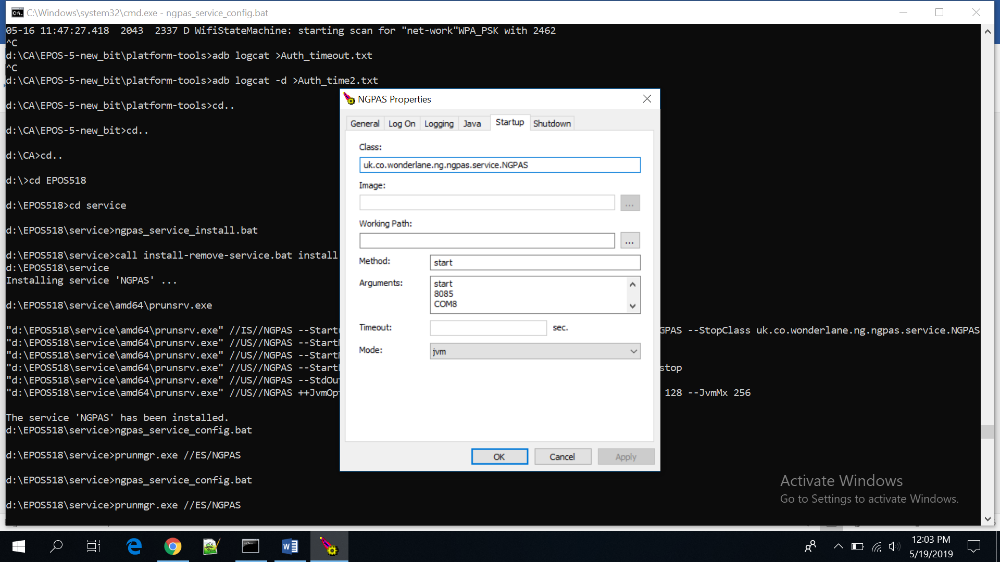 C:\Windows\system32\cmd.exe - ngpas_service_config.bat
05-16 11:47:27.418  2043  2337 D WifiStateMachine: starting scan for "net-work"WPA_PSK with 2462
^C
d:\CA\EPOS-5-new_bit\platform-tools>adb logcat >Auth_timeout.txt
^C
d:\CA\EPOS-5-new_bit\platform-tools>adb logcat -d >Auth_time2.txt
d:\CA\EPOS-5-new_bit\platform-tools>cd..
d:\CA\EPOS-5-new_bit>cd..
d:\CA>cd..
d:\>cd EPOS518
d:\EPOS518>cd service
d:\EPOS518\service>ngpas_service_install.bat
d:\EPOS518\service>call install-remove-service.bat install
d:\EPOS518\service
Installing service 'NGPAS' ...
d:\EPOS518\service\amd64\prunsrv.exe
"d:\EPOS518\service\amd64\prunsrv.exe" //IS//NGPAS --Start GPAS --StopClass uk.co.wonderlane.ng.ngpas.service.NGPAS
"d:\EPOS518\service\amd64\prunsrv.exe" //US//NGPAS --Start
"d:\EPOS518\service\amd64\prunsrv.exe" //US//NGPAS --Start
"d:\EPOS518\service\amd64\prunsrv.exe" //US//NGPAS --Start stop
"d:\EPOS518\service\amd64\prunsrv.exe" //US//NGPAS --StdOu
"d:\EPOS518\service\amd64\prunsrv.exe" //US//NGPAS ++JvmOp 128 --JvmMx 256
The service 'NGPAS' has been installed.
d:\EPOS518\service>ngpas_service_config.bat
d:\EPOS518\service>prunmgr.exe //ES/NGPAS
d:\EPOS518\service>ngpas_service_config.bat
d:\EPOS518\service>prunmgr.exe //ES/NGPAS
NGPAS Properties
General Log On Logging Java Startup Shutdown
Class:
uk.co.wonderlane.ng.ngpas.service.NGPAS
Image:
...
Working Path:
...
Method: start
Arguments: start
8085
COM8
Timeout: sec.
Mode: jvm
OK Cancel Apply
Activate Windows
Go to Settings to activate Windows.
12:03 PM
5/19/2019